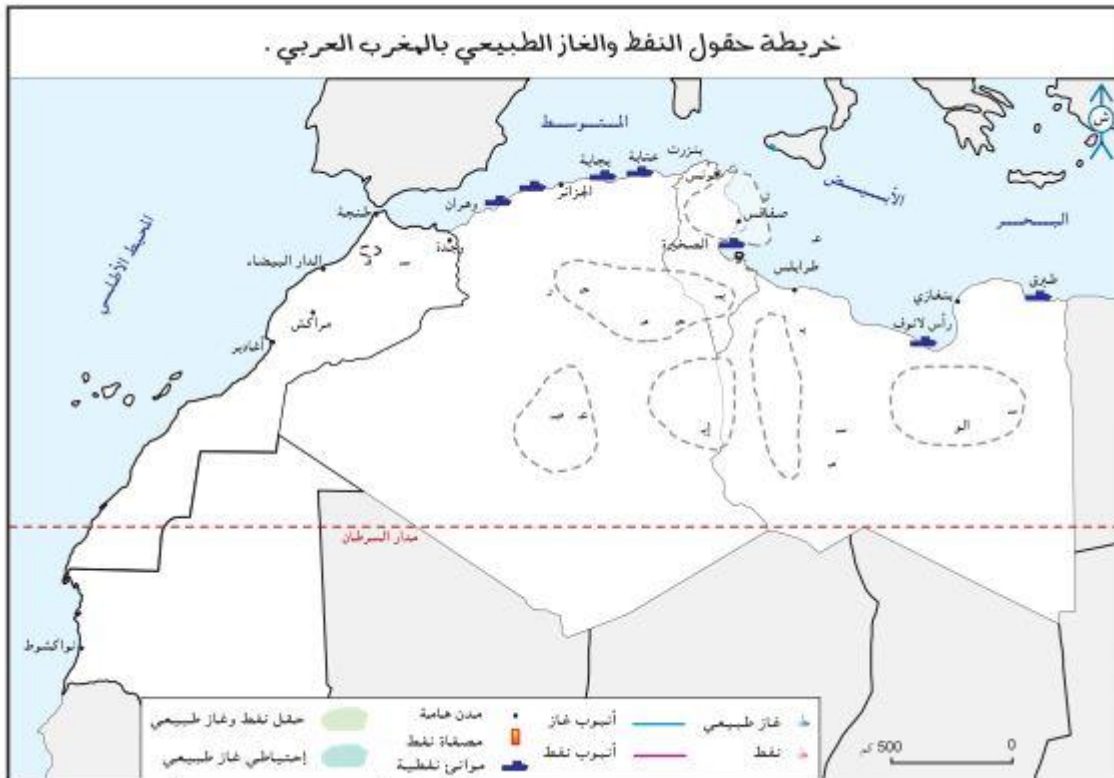 خريطة حقول النفط والغاز الطبيعي بالمغرب العربي .
ش
المتوسط
الأبيض
البحر
المحيط الأطلسي
بنزرت
عنابة
بجاية
الجزائر
وهران
تونس
صفاقس
الصخيرة
طرابلس
طنجة
وجدة
الدار البيضاء
مراكش
أغادير
بنغازي
طبرق
رأس لانوف
مدار السرطان
نواكشوط
غاز طبيعي
أنبوب غاز
مدن هامة
حقل نفط وغاز طبيعي
نفط
أنبوب نفط
مصفاة نفط
موانئ نفطية
إحتياطي غاز طبيعي
0
500 كم